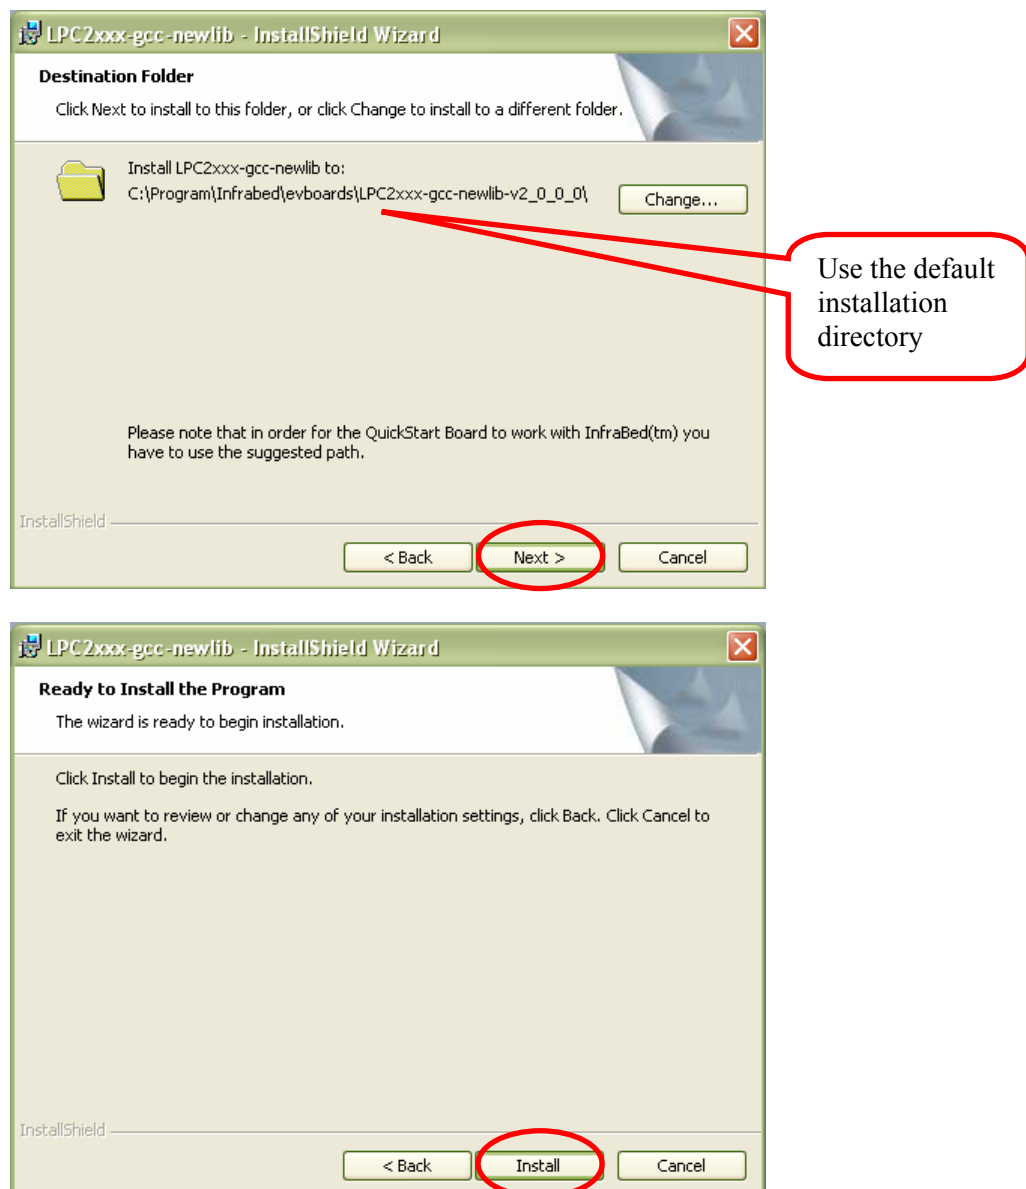 LPC2xxx-gcc-newlib - InstallShield Wizard
Destination Folder
Click Next to install to this folder, or click Change to install to a different folder.
Install LPC2xxx-gcc-newlib to:
C:\Program\Infrabed\evboards\LPC2xxx-gcc-newlib-v2_0_0_0\
Change...
Use the default
installation
directory
Please note that in order for the QuickStart Board to work with InfraBed(tm) you
have to use the suggested path.
InstallShield
< Back Next > Cancel
LPC2xxx-gcc-newlib - InstallShield Wizard
Ready to Install the Program
The wizard is ready to begin installation.
Click Install to begin the installation.
If you want to review or change any of your installation settings, click Back. Click Cancel to
exit the wizard.
InstallShield
< Back Install Cancel